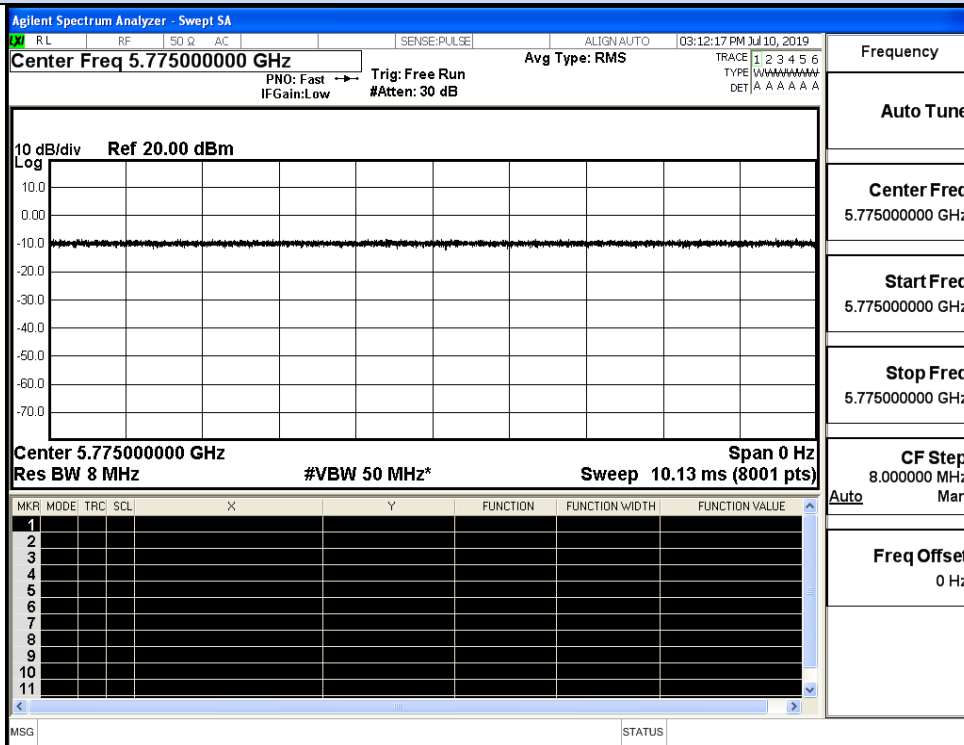 Agilent Spectrum Analyzer - Swept SA
LXI RL RF 50 Ω AC SENSE:PULSE ALIGN AUTO 03:12:17 PM Jul 10, 2019
Center Freq 5.775000000 GHz
Avg Type: RMS
TRACE 1 2 3 4 5 6
PNO: Fast
Trig: Free Run
TYPE WWWWWW
IFGain:Low
#Atten: 30 dB
DET A A A A A A
10 dB/div Ref 20.00 dBm
Log
10.0
0.00
-10.0
-20.0
-30.0
-40.0
-50.0
-60.0
-70.0
Center 5.775000000 GHz Span 0 Hz
Res BW 8 MHz #VBW 50 MHz* Sweep 10.13 ms (8001 pts)
MKR MODE TRC SCL X Y FUNCTION FUNCTION WIDTH FUNCTION VALUE
1
2
3
4
5
6
7
8
9
10
11
MSG STATUS
Frequency
Auto Tune
Center Freq
5.775000000 GHz
Start Freq
5.775000000 GHz
Stop Freq
5.775000000 GHz
CF Step
8.000000 MHz
Auto Man
Freq Offset
0 Hz